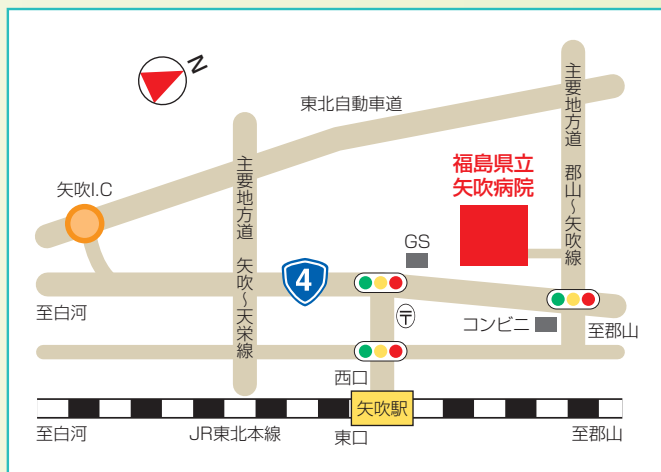 N
東北自動車道
主要地方道　郡山～矢吹線
主要地方道　矢吹～天栄線
福島県立
矢吹病院
矢吹I.C
GS
4
至白河
〒
コンビニ
至郡山
西口
矢吹駅
至白河
JR東北本線
東口
至郡山